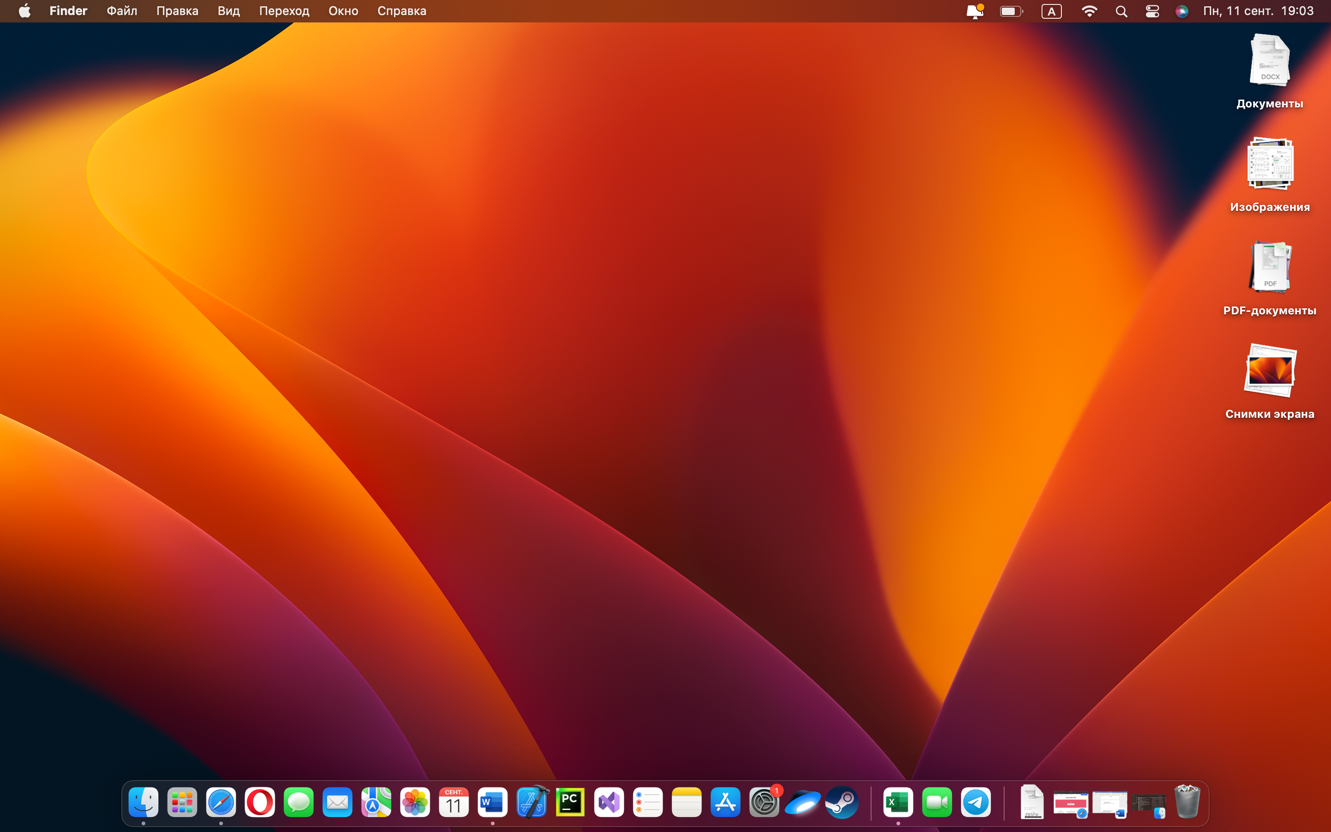 Finder Файл Правка Вид Переход Окно Справка A Пн, 11 сент. 19:03
DOCX
Документы
Изображения
PDF
PDF-документы
Снимки экрана
СЕНТ.
11
W
PC
1
X